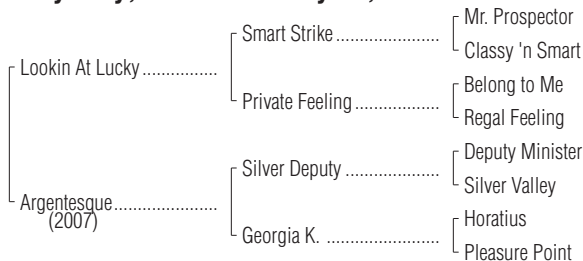 Mr. Prospector
Smart Strike
Classy 'n Smart
Lookin At Lucky
Belong to Me
Private Feeling
Regal Feeling
Deputy Minister
Silver Deputy
Silver Valley
Argentesque
(2007)
Horatius
Georgia K.
Pleasure Point